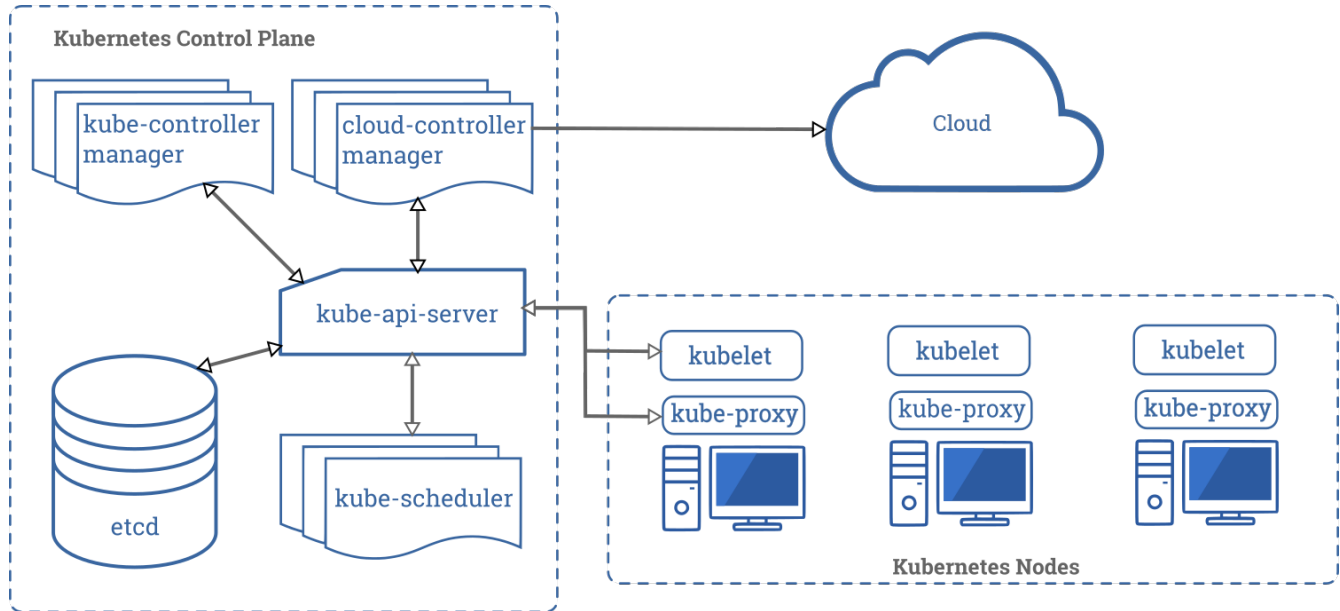 Kubernetes Control Plane
kube-controller
manager
cloud-controller
manager
Cloud
kube-api-server
kubelet
kubelet
kubelet
kube-proxy
kube-proxy
kube-proxy
etcd
kube-scheduler
Kubernetes Nodes